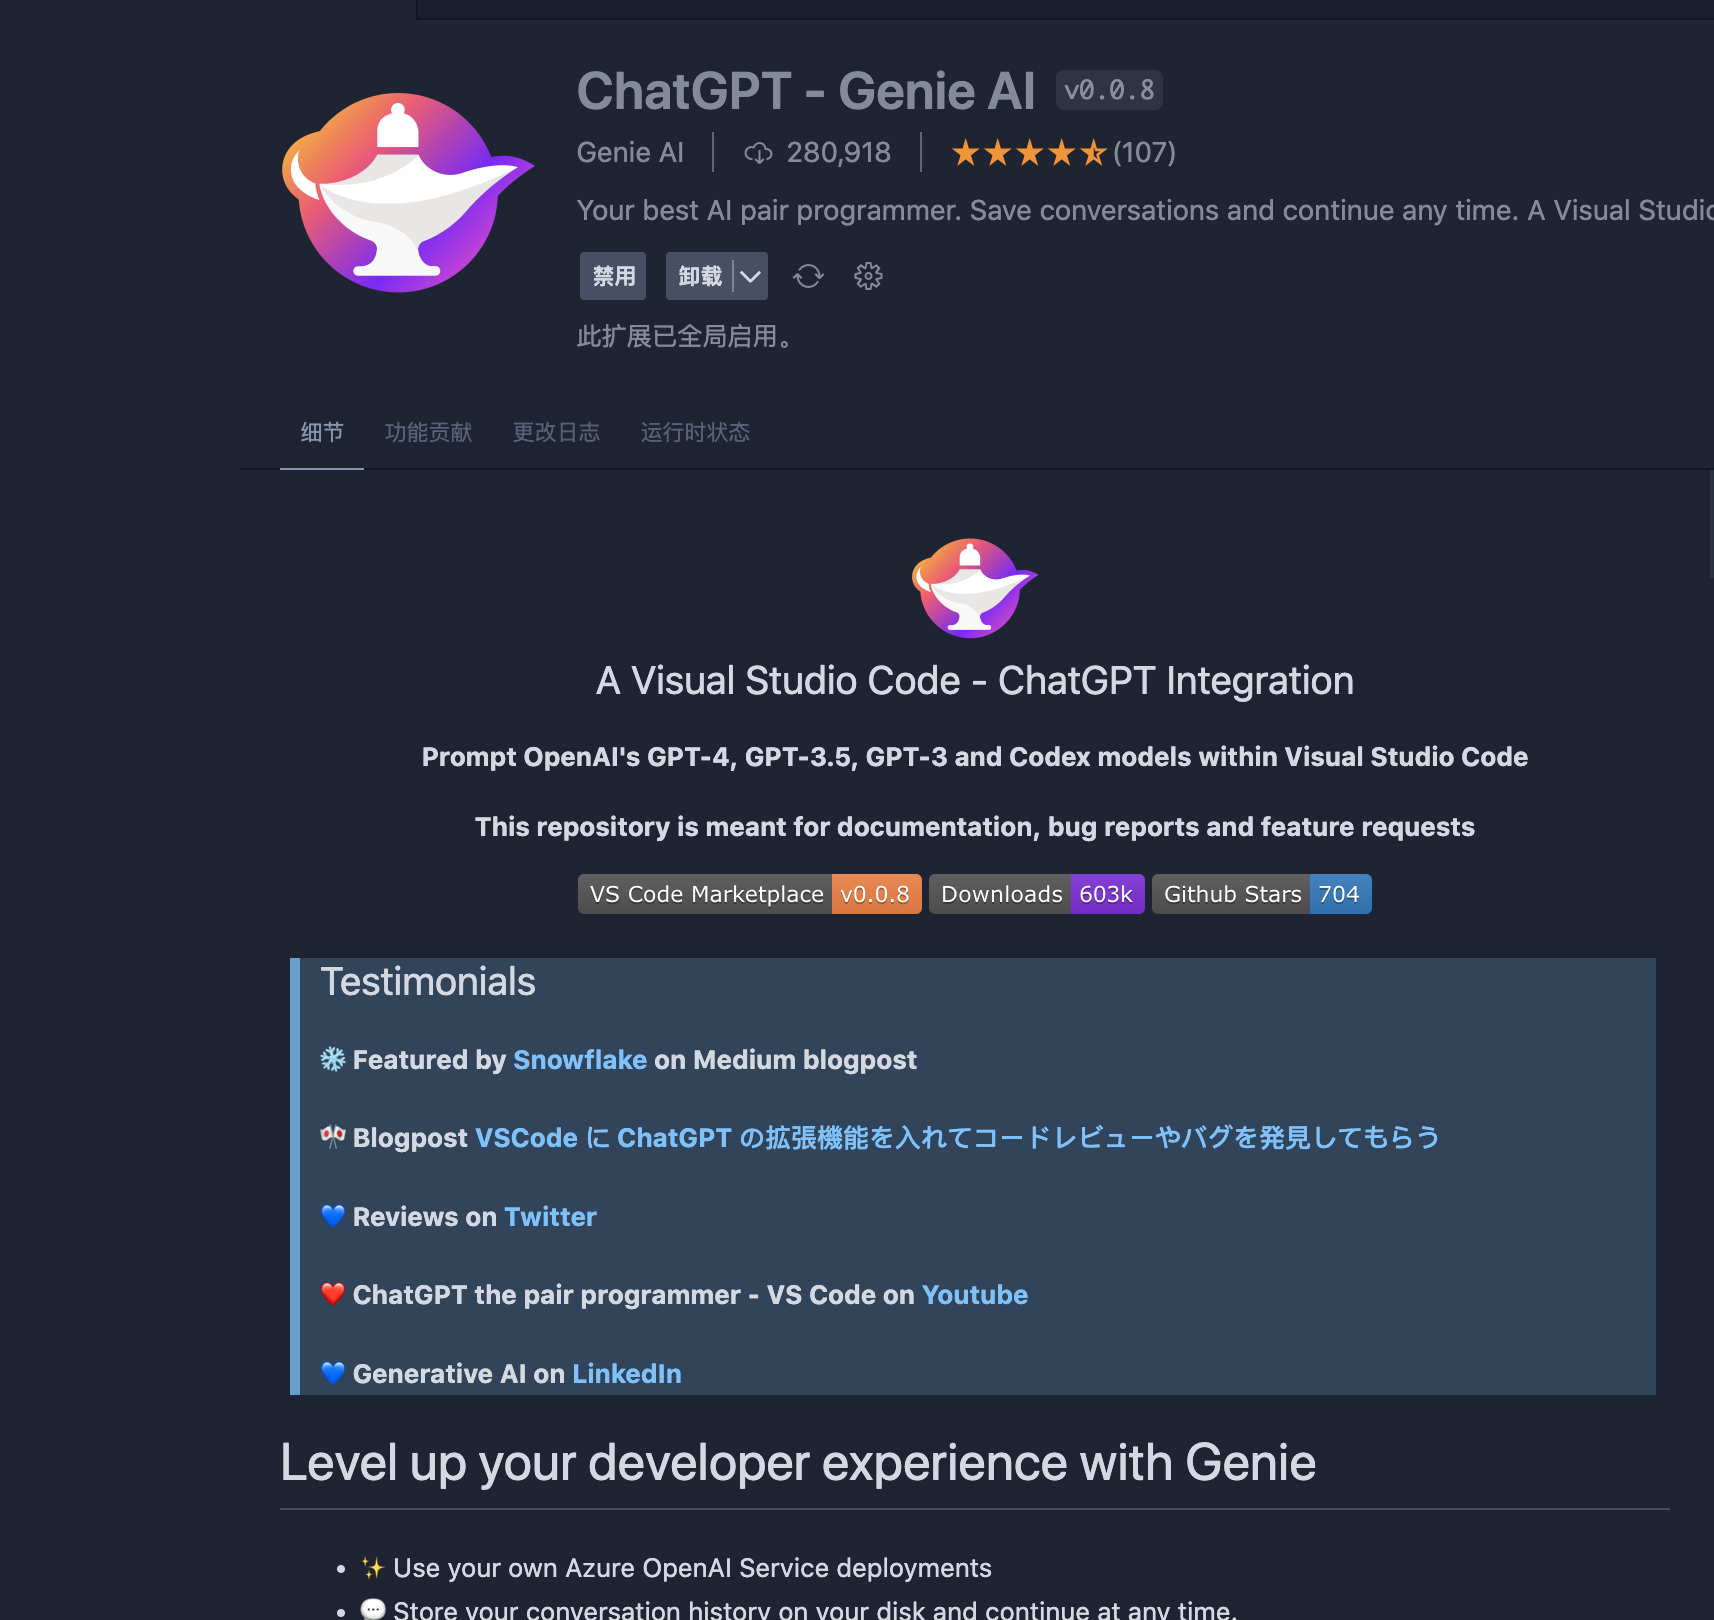 ChatGPT - Genie AI v0.0.8
Genie AI 280,918 (107)
Your best AI pair programmer. Save conversations and continue any time. A Visual Studio
禁用 卸载
此扩展已全局启用。
细节 功能贡献 更改日志 运行时状态
A Visual Studio Code - ChatGPT Integration
Prompt OpenAI's GPT-4, GPT-3.5, GPT-3 and Codex models within Visual Studio Code
This repository is meant for documentation, bug reports and feature requests
VS Code Marketplace v0.0.8 Downloads 603k Github Stars 704
Testimonials
❄️ Featured by Snowflake on Medium blogpost
🎌 Blogpost VSCode に ChatGPT の拡張機能を入れてコードレビューやバグを発見してもらう
💙 Reviews on Twitter
❤️ ChatGPT the pair programmer - VS Code on Youtube
💙 Generative AI on LinkedIn
Level up your developer experience with Genie
• ✨ Use your own Azure OpenAI Service deployments
• 💬 Store your conversation history on your disk and continue at any time.